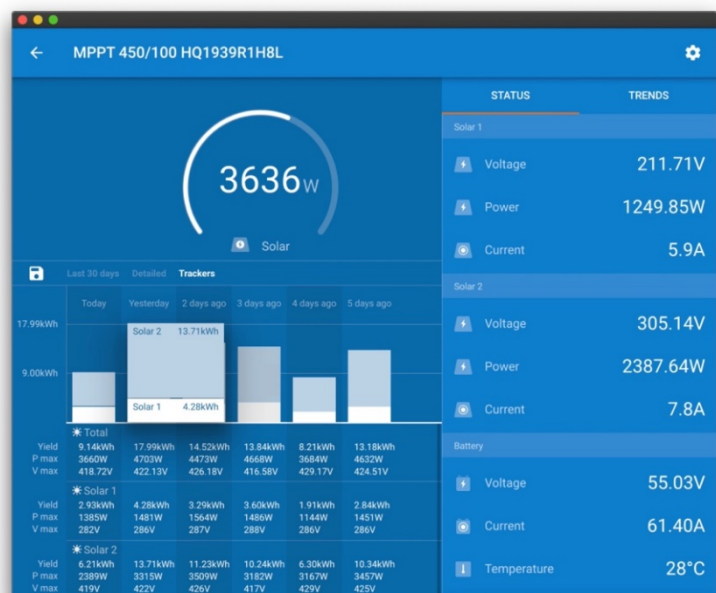 MPPT 450/100 HQ1939R1H8L
3636W
Solar
Last 30 days Detailed Trackers
Today Yesterday 2 days ago 3 days ago 4 days ago 5 days ago
17.99kWh
Solar 2 13.71kWh
9.00kWh
Solar 1 4.28kWh
Total
Yield 9.14kWh 17.99kWh 14.52kWh 13.84kWh 8.21kWh 13.18kWh
P max 3660W 4703W 4473W 4668W 3684W 4632W
V max 418.72V 422.13V 426.18V 416.58V 429.17V 424.51V
Solar 1
Yield 2.93kWh 4.28kWh 3.29kWh 3.60kWh 1.91kWh 2.84kWh
P max 1385W 1481W 1564W 1486W 1144W 1451W
V max 282V 286V 287V 288V 286V 286V
Solar 2
Yield 6.21kWh 13.71kWh 11.23kWh 10.24kWh 6.30kWh 10.34kWh
P max 2389W 3315W 3509W 3182W 3167W 3457W
V max 419V 422V 426V 417V 429V 425V
STATUS TRENDS
Solar 1
Voltage 211.71V
Power 1249.85W
Current 5.9A
Solar 2
Voltage 305.14V
Power 2387.64W
Current 7.8A
Battery
Voltage 55.03V
Current 61.40A
Temperature 28°C